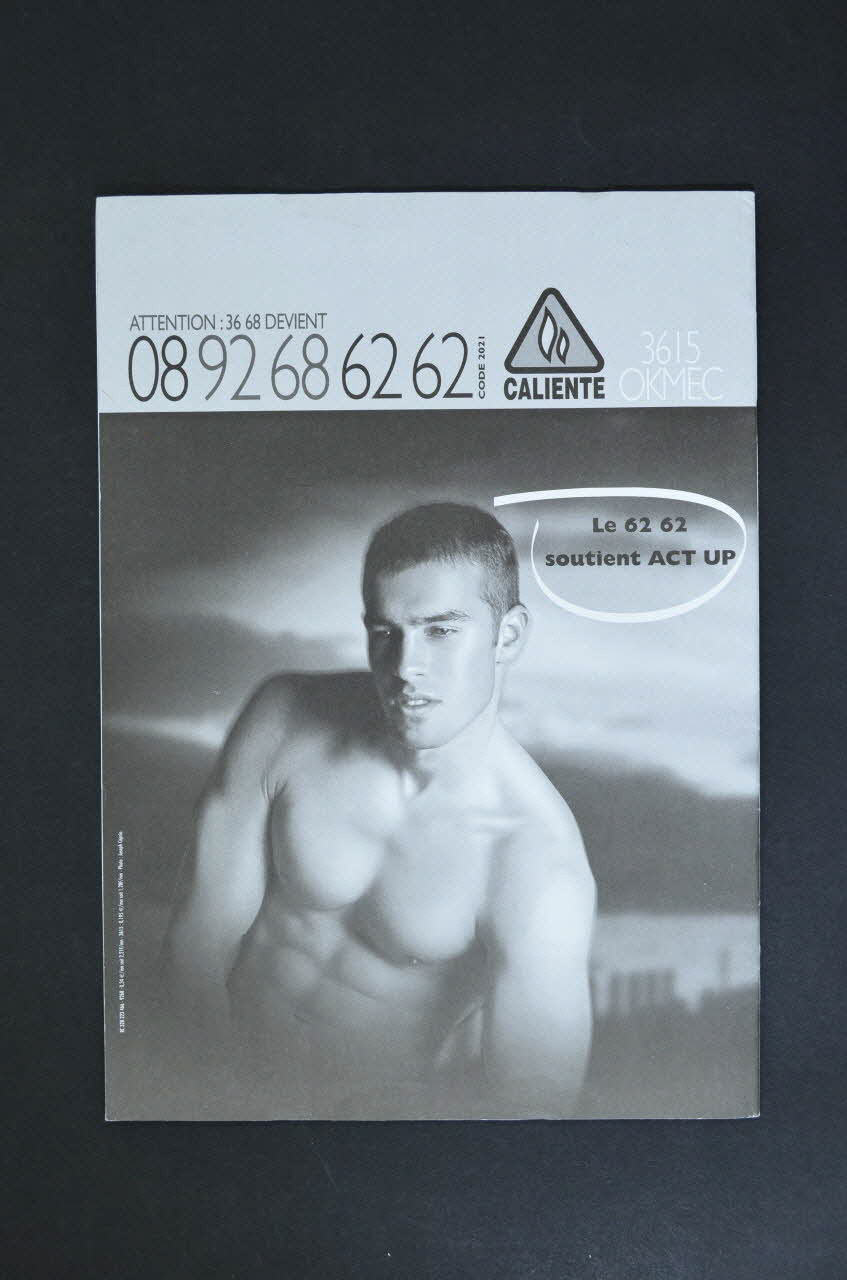 ATTENTION : 36 68 DEVIENT
08 92 68 62 62
CODE 2021
CALIENTE
3615
OKMEC
Le 62 62
soutient ACT UP